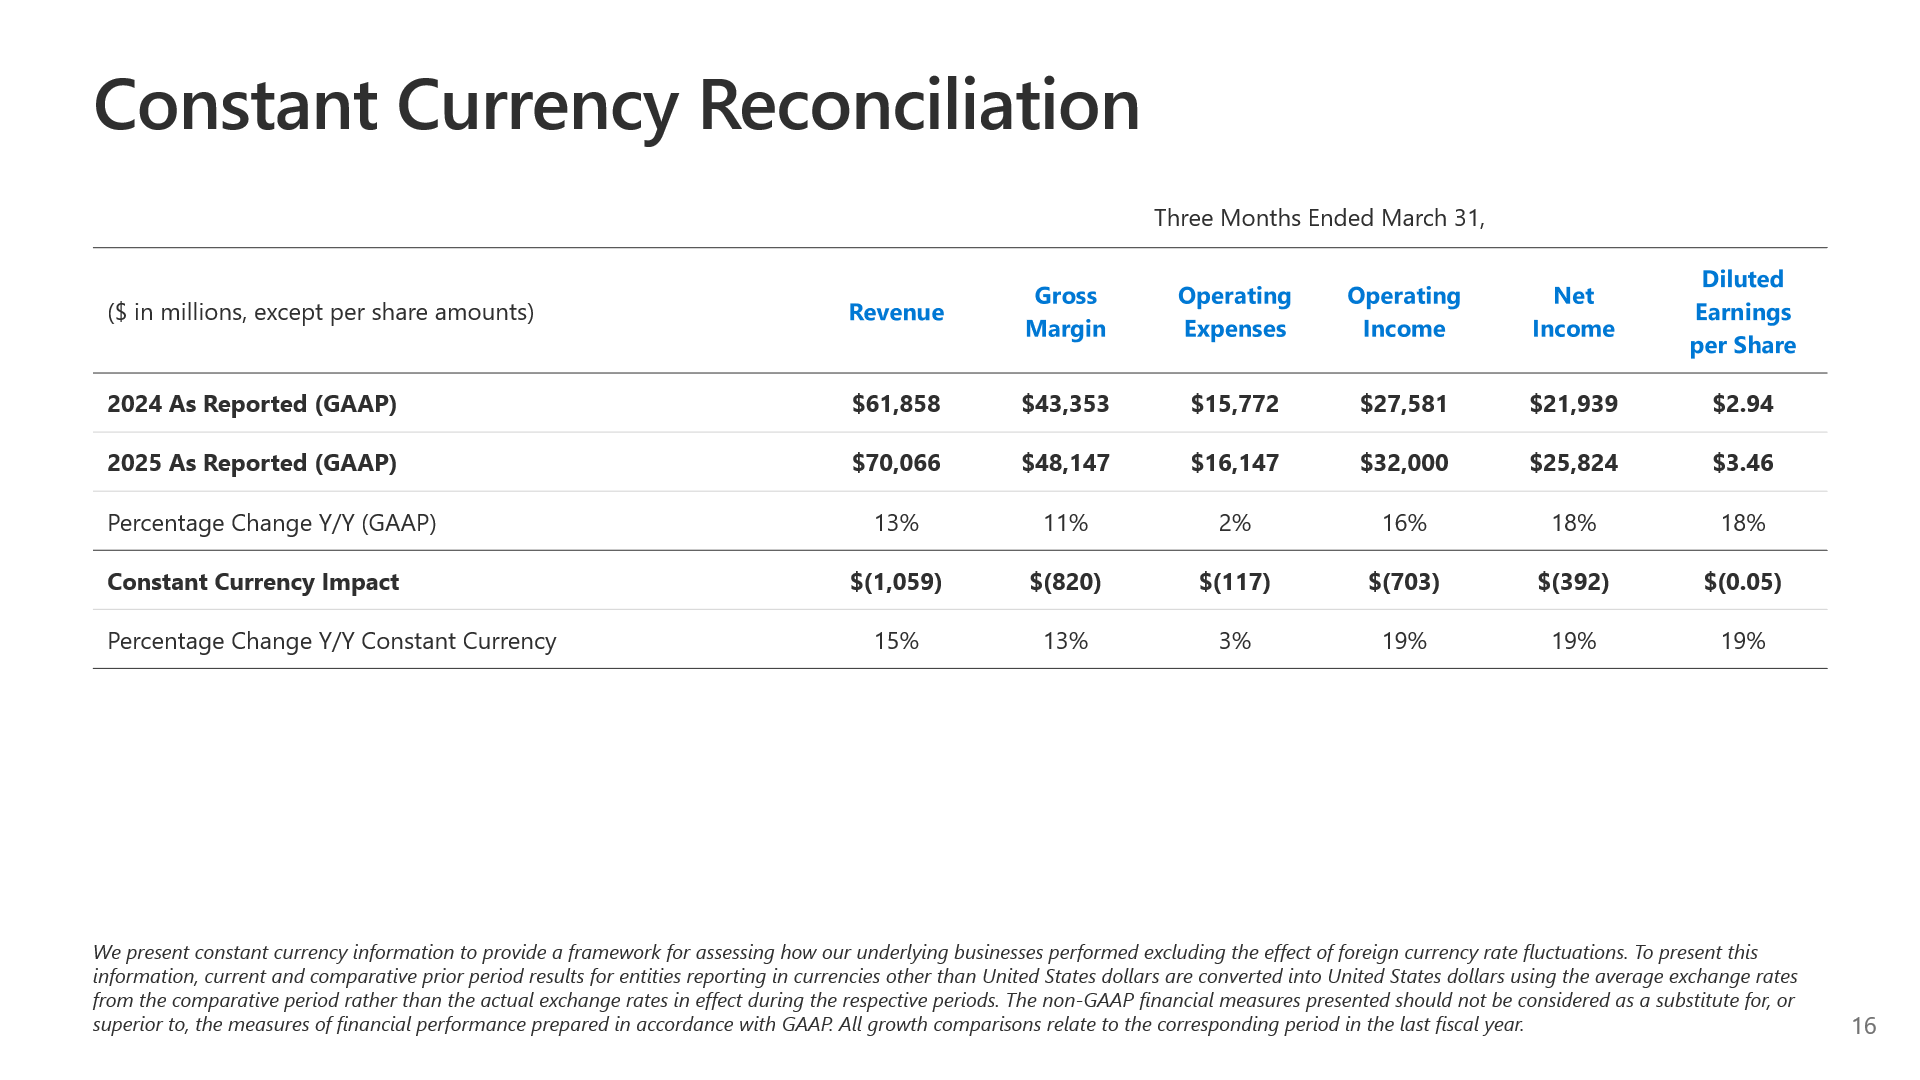 Constant Currency Reconciliation
Three Months Ended March 31,
($ in millions, except per share amounts) Revenue Gross Margin Operating Expenses Operating Income Net Income Diluted Earnings per Share
2024 As Reported (GAAP) $61,858 $43,353 $15,772 $27,581 $21,939 $2.94
2025 As Reported (GAAP) $70,066 $48,147 $16,147 $32,000 $25,824 $3.46
Percentage Change Y/Y (GAAP) 13% 11% 2% 16% 18% 18%
Constant Currency Impact $(1,059) $(820) $(117) $(703) $(392) $(0.05)
Percentage Change Y/Y Constant Currency 15% 13% 3% 19% 19% 19%
We present constant currency information to provide a framework for assessing how our underlying businesses performed excluding the effect of foreign currency rate fluctuations. To present this
information, current and comparative prior period results for entities reporting in currencies other than United States dollars are converted into United States dollars using the average exchange rates
from the comparative period rather than the actual exchange rates in effect during the respective periods. The non-GAAP financial measures presented should not be considered as a substitute for, or
superior to, the measures of financial performance prepared in accordance with GAAP. All growth comparisons relate to the corresponding period in the last fiscal year.
16